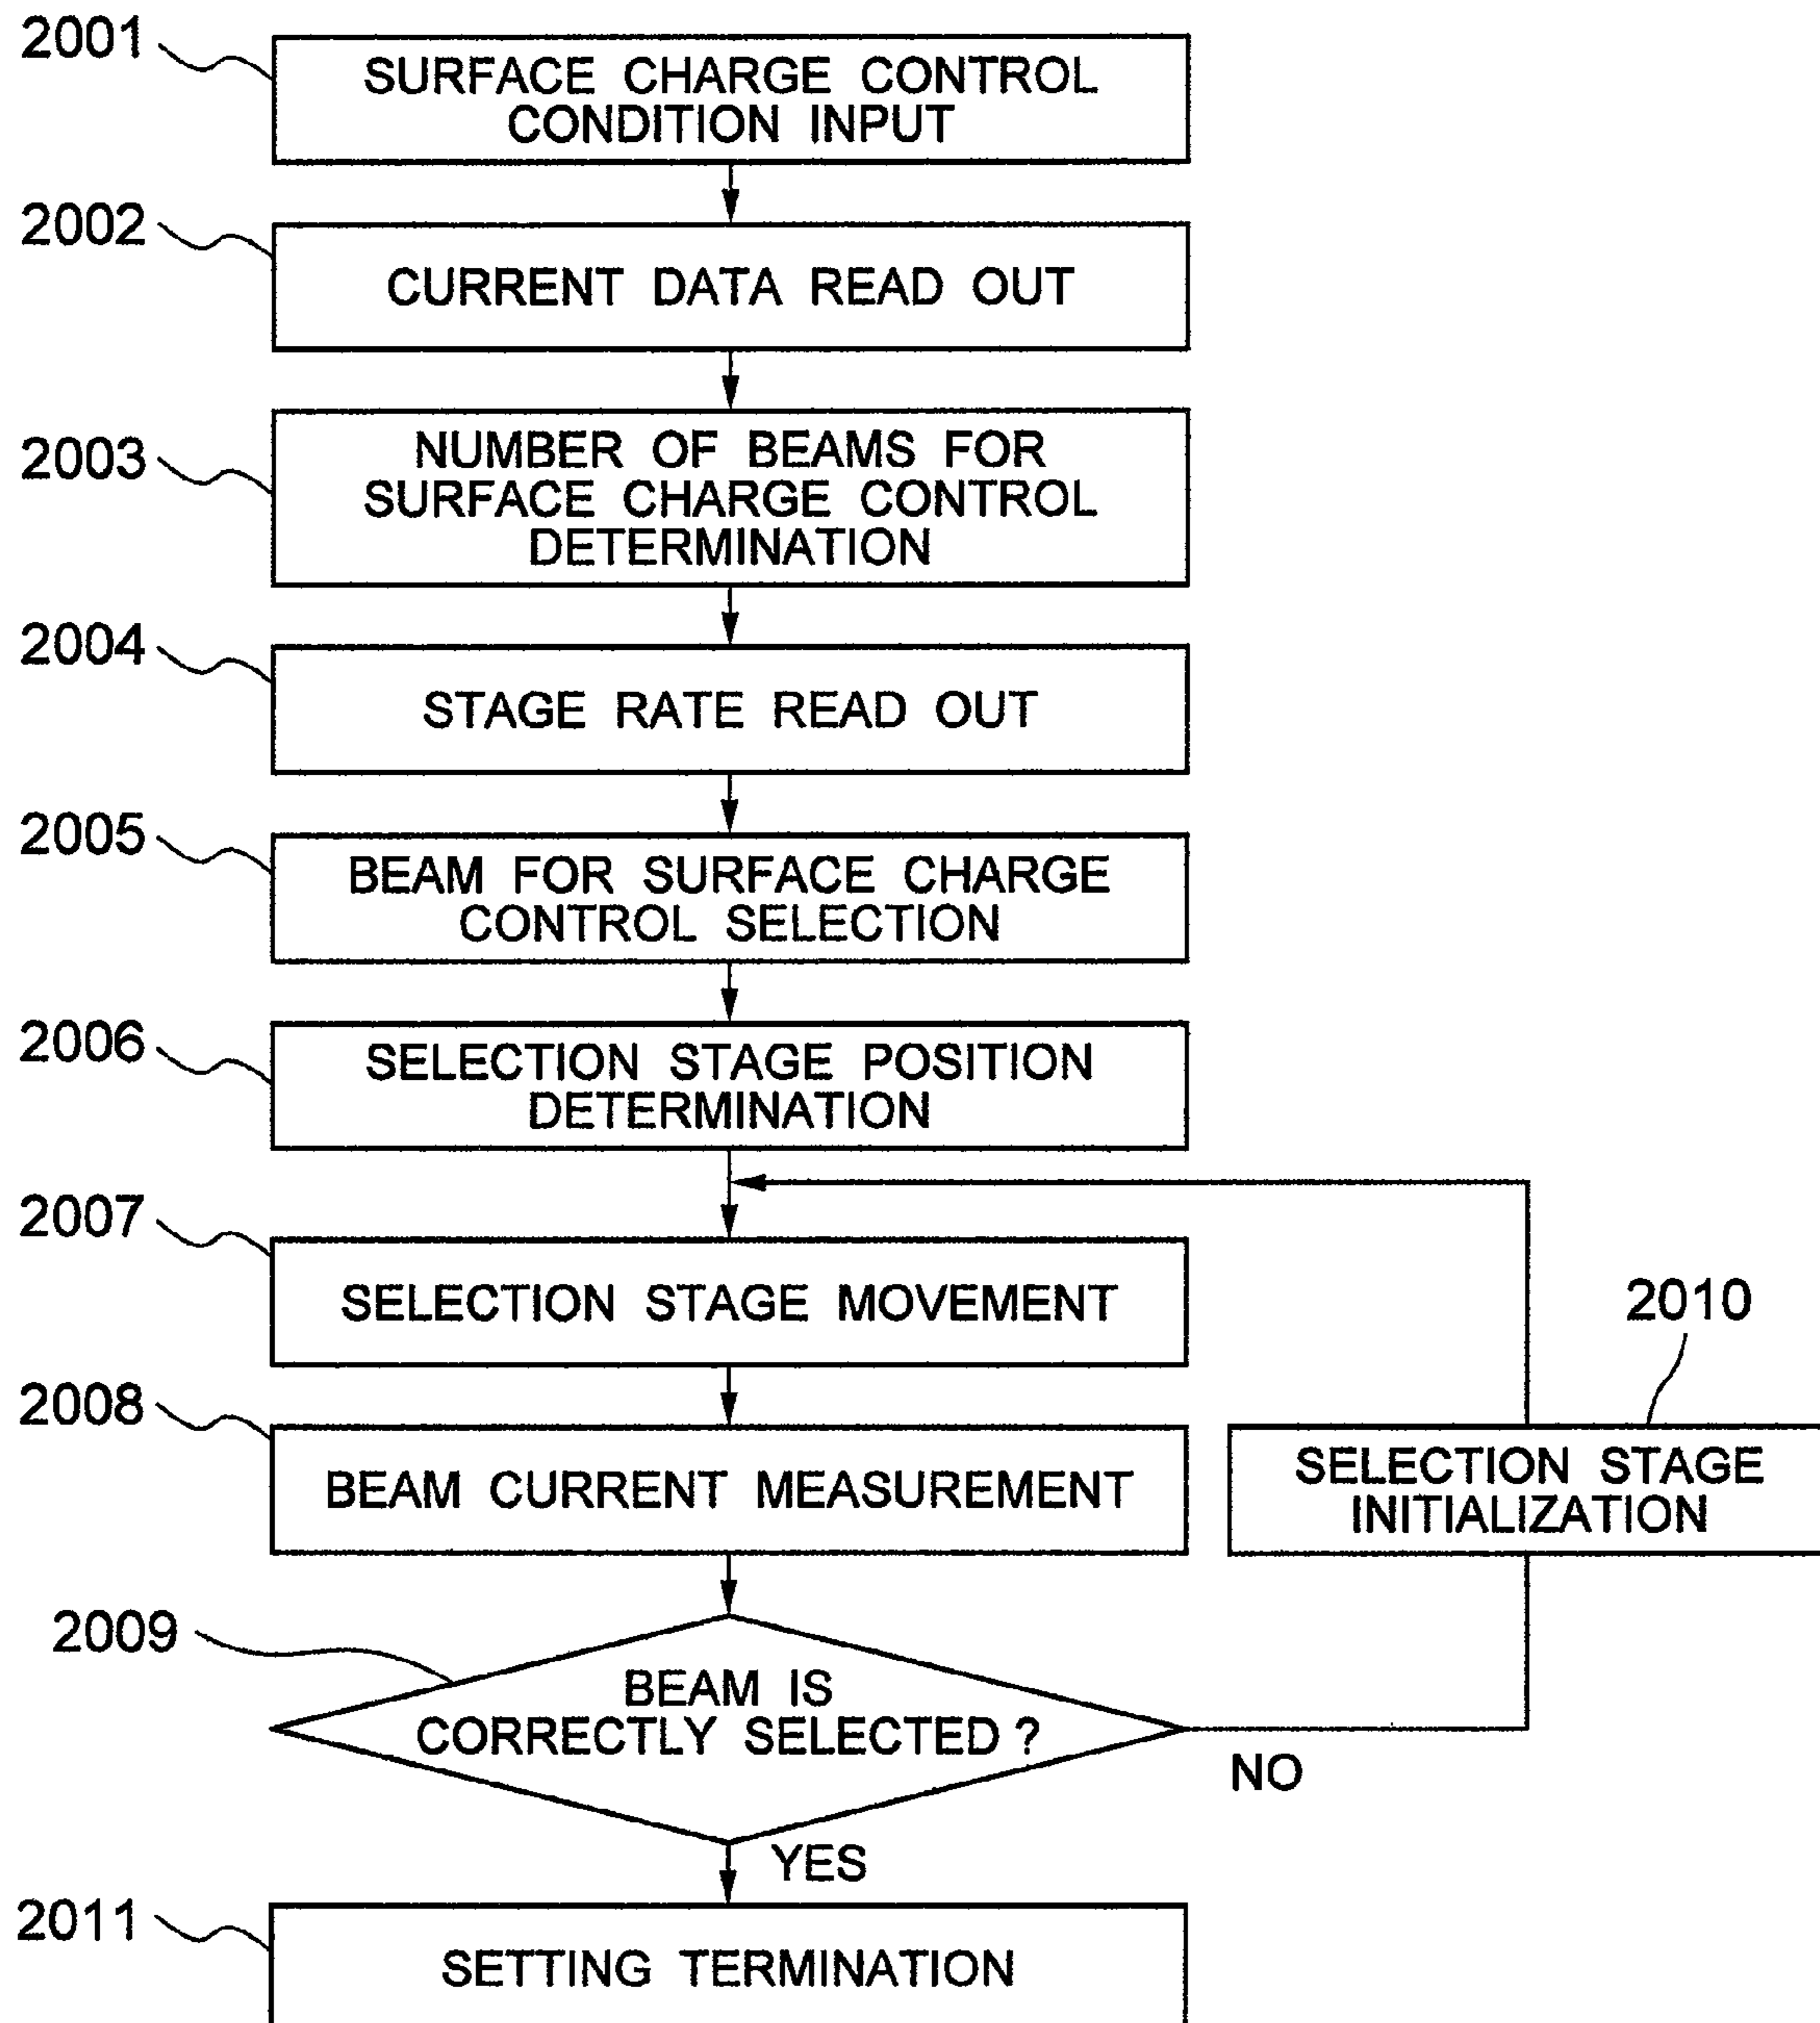 2001
SURFACE CHARGE CONTROL
CONDITION INPUT
2002
CURRENT DATA READ OUT
2003
NUMBER OF BEAMS FOR
SURFACE CHARGE CONTROL
DETERMINATION
2004
STAGE RATE READ OUT
2005
BEAM FOR SURFACE CHARGE
CONTROL SELECTION
2006
SELECTION STAGE POSITION
DETERMINATION
2007
SELECTION STAGE MOVEMENT
2008
BEAM CURRENT MEASUREMENT
2010
SELECTION STAGE
INITIALIZATION
2009
BEAM IS
CORRECTLY SELECTED ?
NO
YES
2011
SETTING TERMINATION